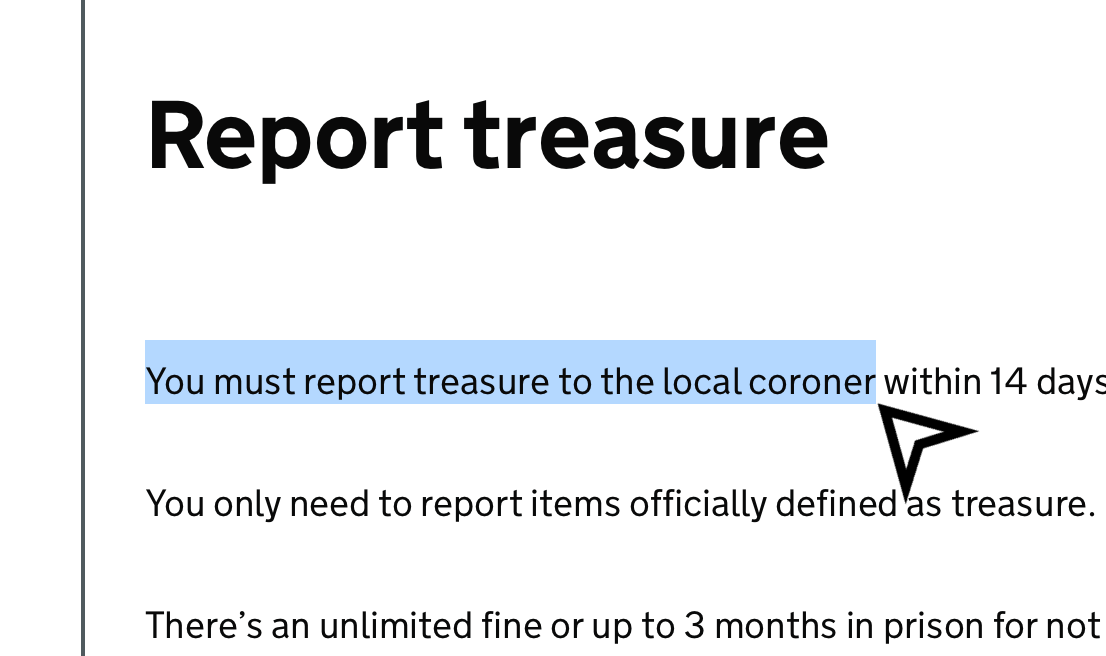 Report treasure
You must report treasure to the local coroner within 14 days
You only need to report items officially defined as treasure.
There’s an unlimited fine or up to 3 months in prison for not